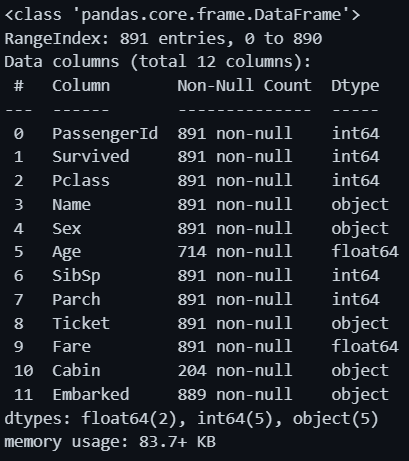 <class 'pandas.core.frame.DataFrame'>
RangeIndex: 891 entries, 0 to 890
Data columns (total 12 columns):
 #   Column       Non-Null Count  Dtype
---  ------       --------------  -----
 0   PassengerId  891 non-null    int64
 1   Survived     891 non-null    int64
 2   Pclass       891 non-null    int64
 3   Name         891 non-null    object
 4   Sex          891 non-null    object
 5   Age          714 non-null    float64
 6   SibSp        891 non-null    int64
 7   Parch        891 non-null    int64
 8   Ticket       891 non-null    object
 9   Fare         891 non-null    float64
 10  Cabin        204 non-null    object
 11  Embarked     889 non-null    object
dtypes: float64(2), int64(5), object(5)
memory usage: 83.7+ KB